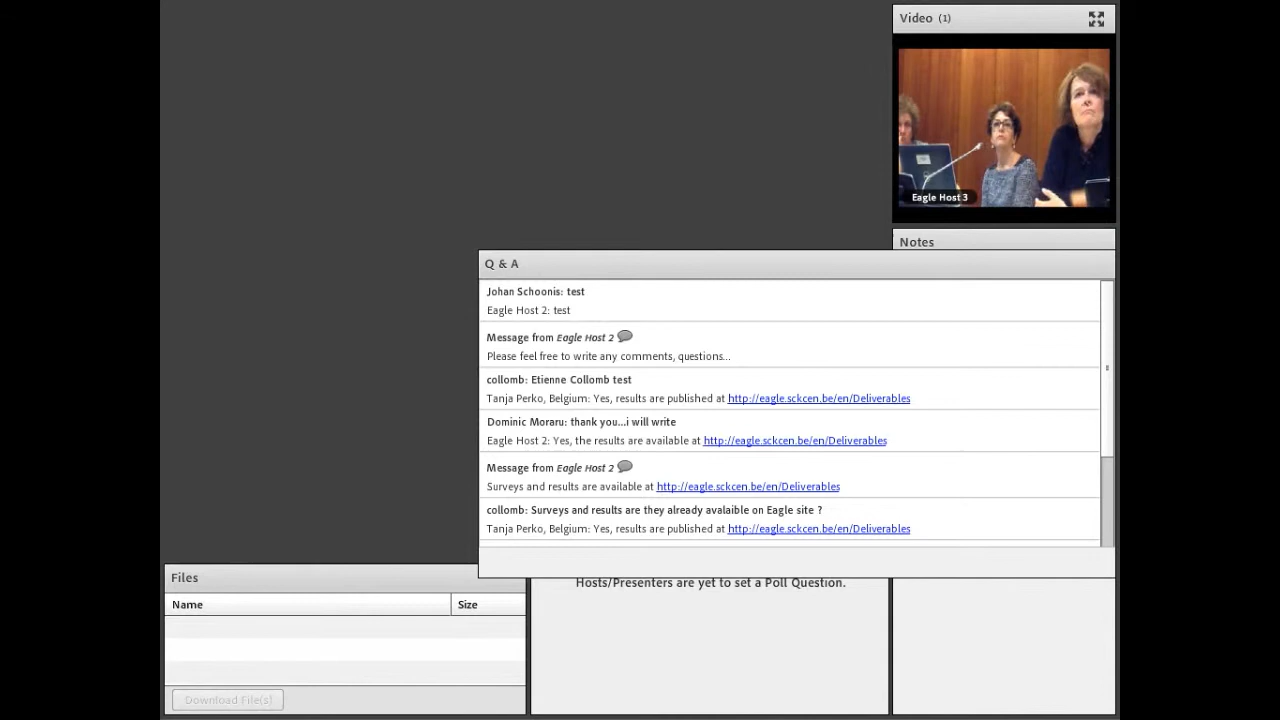 Video (1)
Eagle Host 3
Notes
Q & A
Johan Schoonis: test
Eagle Host 2: test
Message from Eagle Host 2
Please feel free to write any comments, questions...
collomb: Etienne Collomb test
Tanja Perko, Belgium: Yes, results are published at http://eagle.sckcen.be/en/Deliverables
Dominic Moraru: thank you...i will write
Eagle Host 2: Yes, the results are available at http://eagle.sckcen.be/en/Deliverables
Message from Eagle Host 2
Surveys and results are available at http://eagle.sckcen.be/en/Deliverables
collomb: Surveys and results are they already avalaible on Eagle site ?
Tanja Perko, Belgium: Yes, results are published at http://eagle.sckcen.be/en/Deliverables
Files
Name Size
Hosts/Presenters are yet to set a Poll Question.
Download File(s)